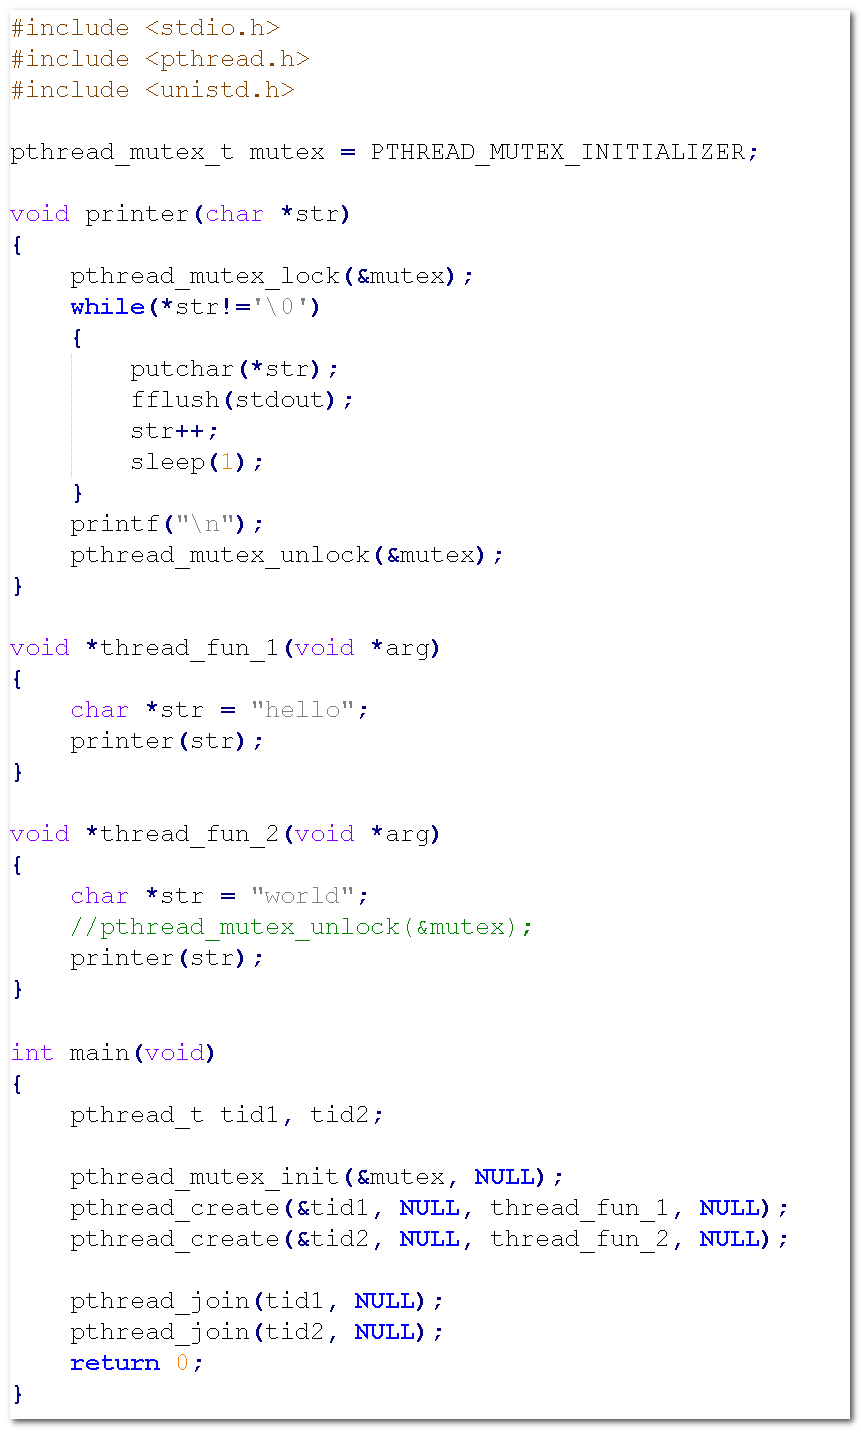 #include <stdio.h>
#include <pthread.h>
#include <unistd.h>

pthread_mutex_t mutex = PTHREAD_MUTEX_INITIALIZER;

void printer(char *str)
{
    pthread_mutex_lock(&mutex);
    while(*str!='\0')
    {
        putchar(*str);
        fflush(stdout);
        str++;
        sleep(1);
    }
    printf("\n");
    pthread_mutex_unlock(&mutex);
}

void *thread_fun_1(void *arg)
{
    char *str = "hello";
    printer(str);
}

void *thread_fun_2(void *arg)
{
    char *str = "world";
    //pthread_mutex_unlock(&mutex);
    printer(str);
}

int main(void)
{
    pthread_t tid1, tid2;

    pthread_mutex_init(&mutex, NULL);
    pthread_create(&tid1, NULL, thread_fun_1, NULL);
    pthread_create(&tid2, NULL, thread_fun_2, NULL);

    pthread_join(tid1, NULL);
    pthread_join(tid2, NULL);
    return 0;
}